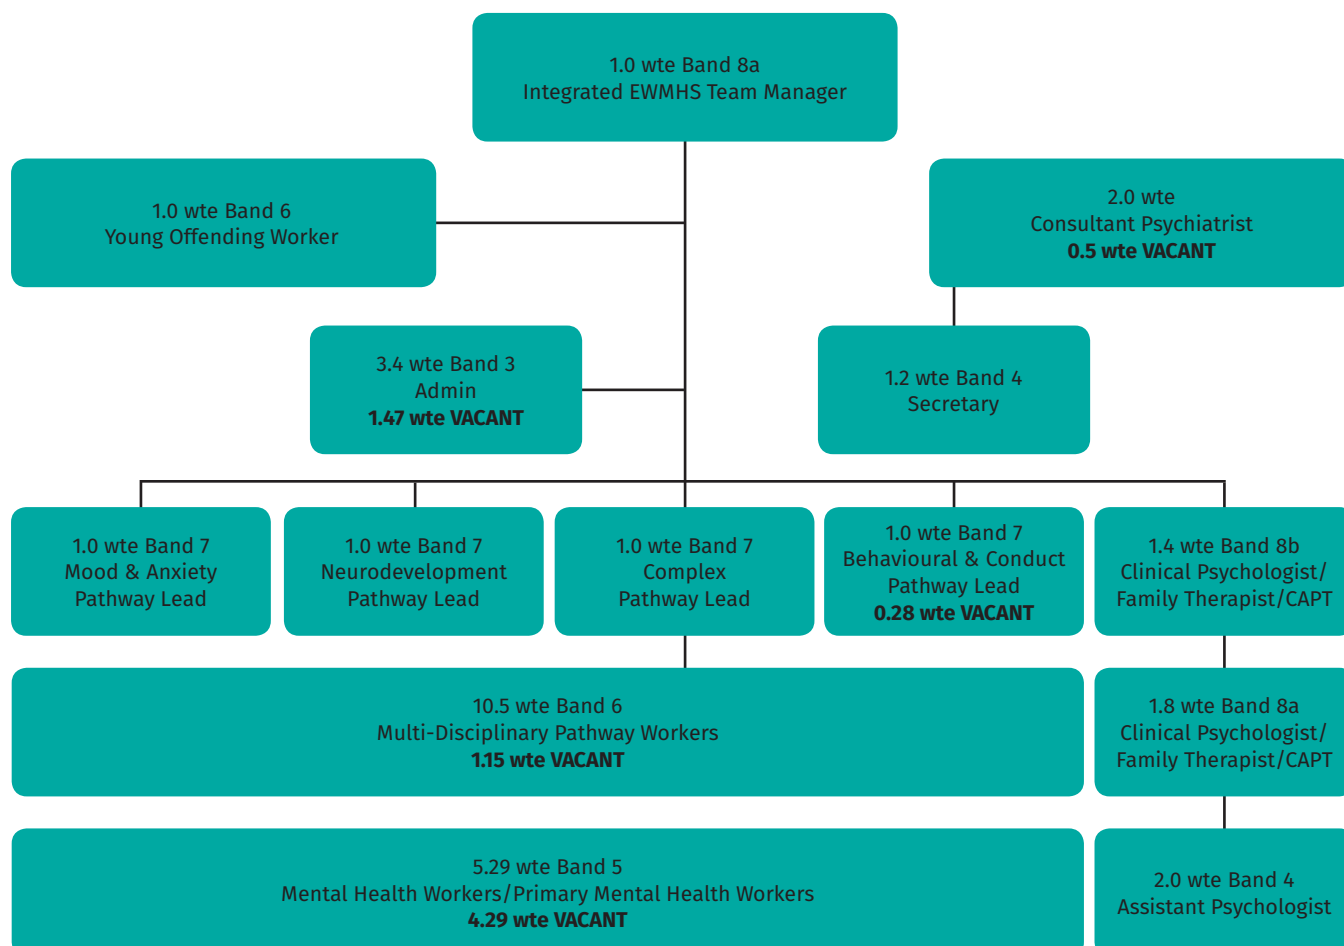 1.0 wte Band 8a
Integrated EWMHS Team Manager
1.0 wte Band 6
Young Offending Worker
2.0 wte
Consultant Psychiatrist
0.5 wte VACANT
3.4 wte Band 3
Admin
1.47 wte VACANT
1.2 wte Band 4
Secretary
1.0 wte Band 7
Mood & Anxiety
Pathway Lead
1.0 wte Band 7
Neurodevelopment
Pathway Lead
1.0 wte Band 7
Complex
Pathway Lead
1.0 wte Band 7
Behavioural & Conduct
Pathway Lead
0.28 wte VACANT
1.4 wte Band 8b
Clinical Psychologist/
Family Therapist/CAPT
10.5 wte Band 6
Multi-Disciplinary Pathway Workers
1.15 wte VACANT
1.8 wte Band 8a
Clinical Psychologist/
Family Therapist/CAPT
5.29 wte Band 5
Mental Health Workers/Primary Mental Health Workers
4.29 wte VACANT
2.0 wte Band 4
Assistant Psychologist